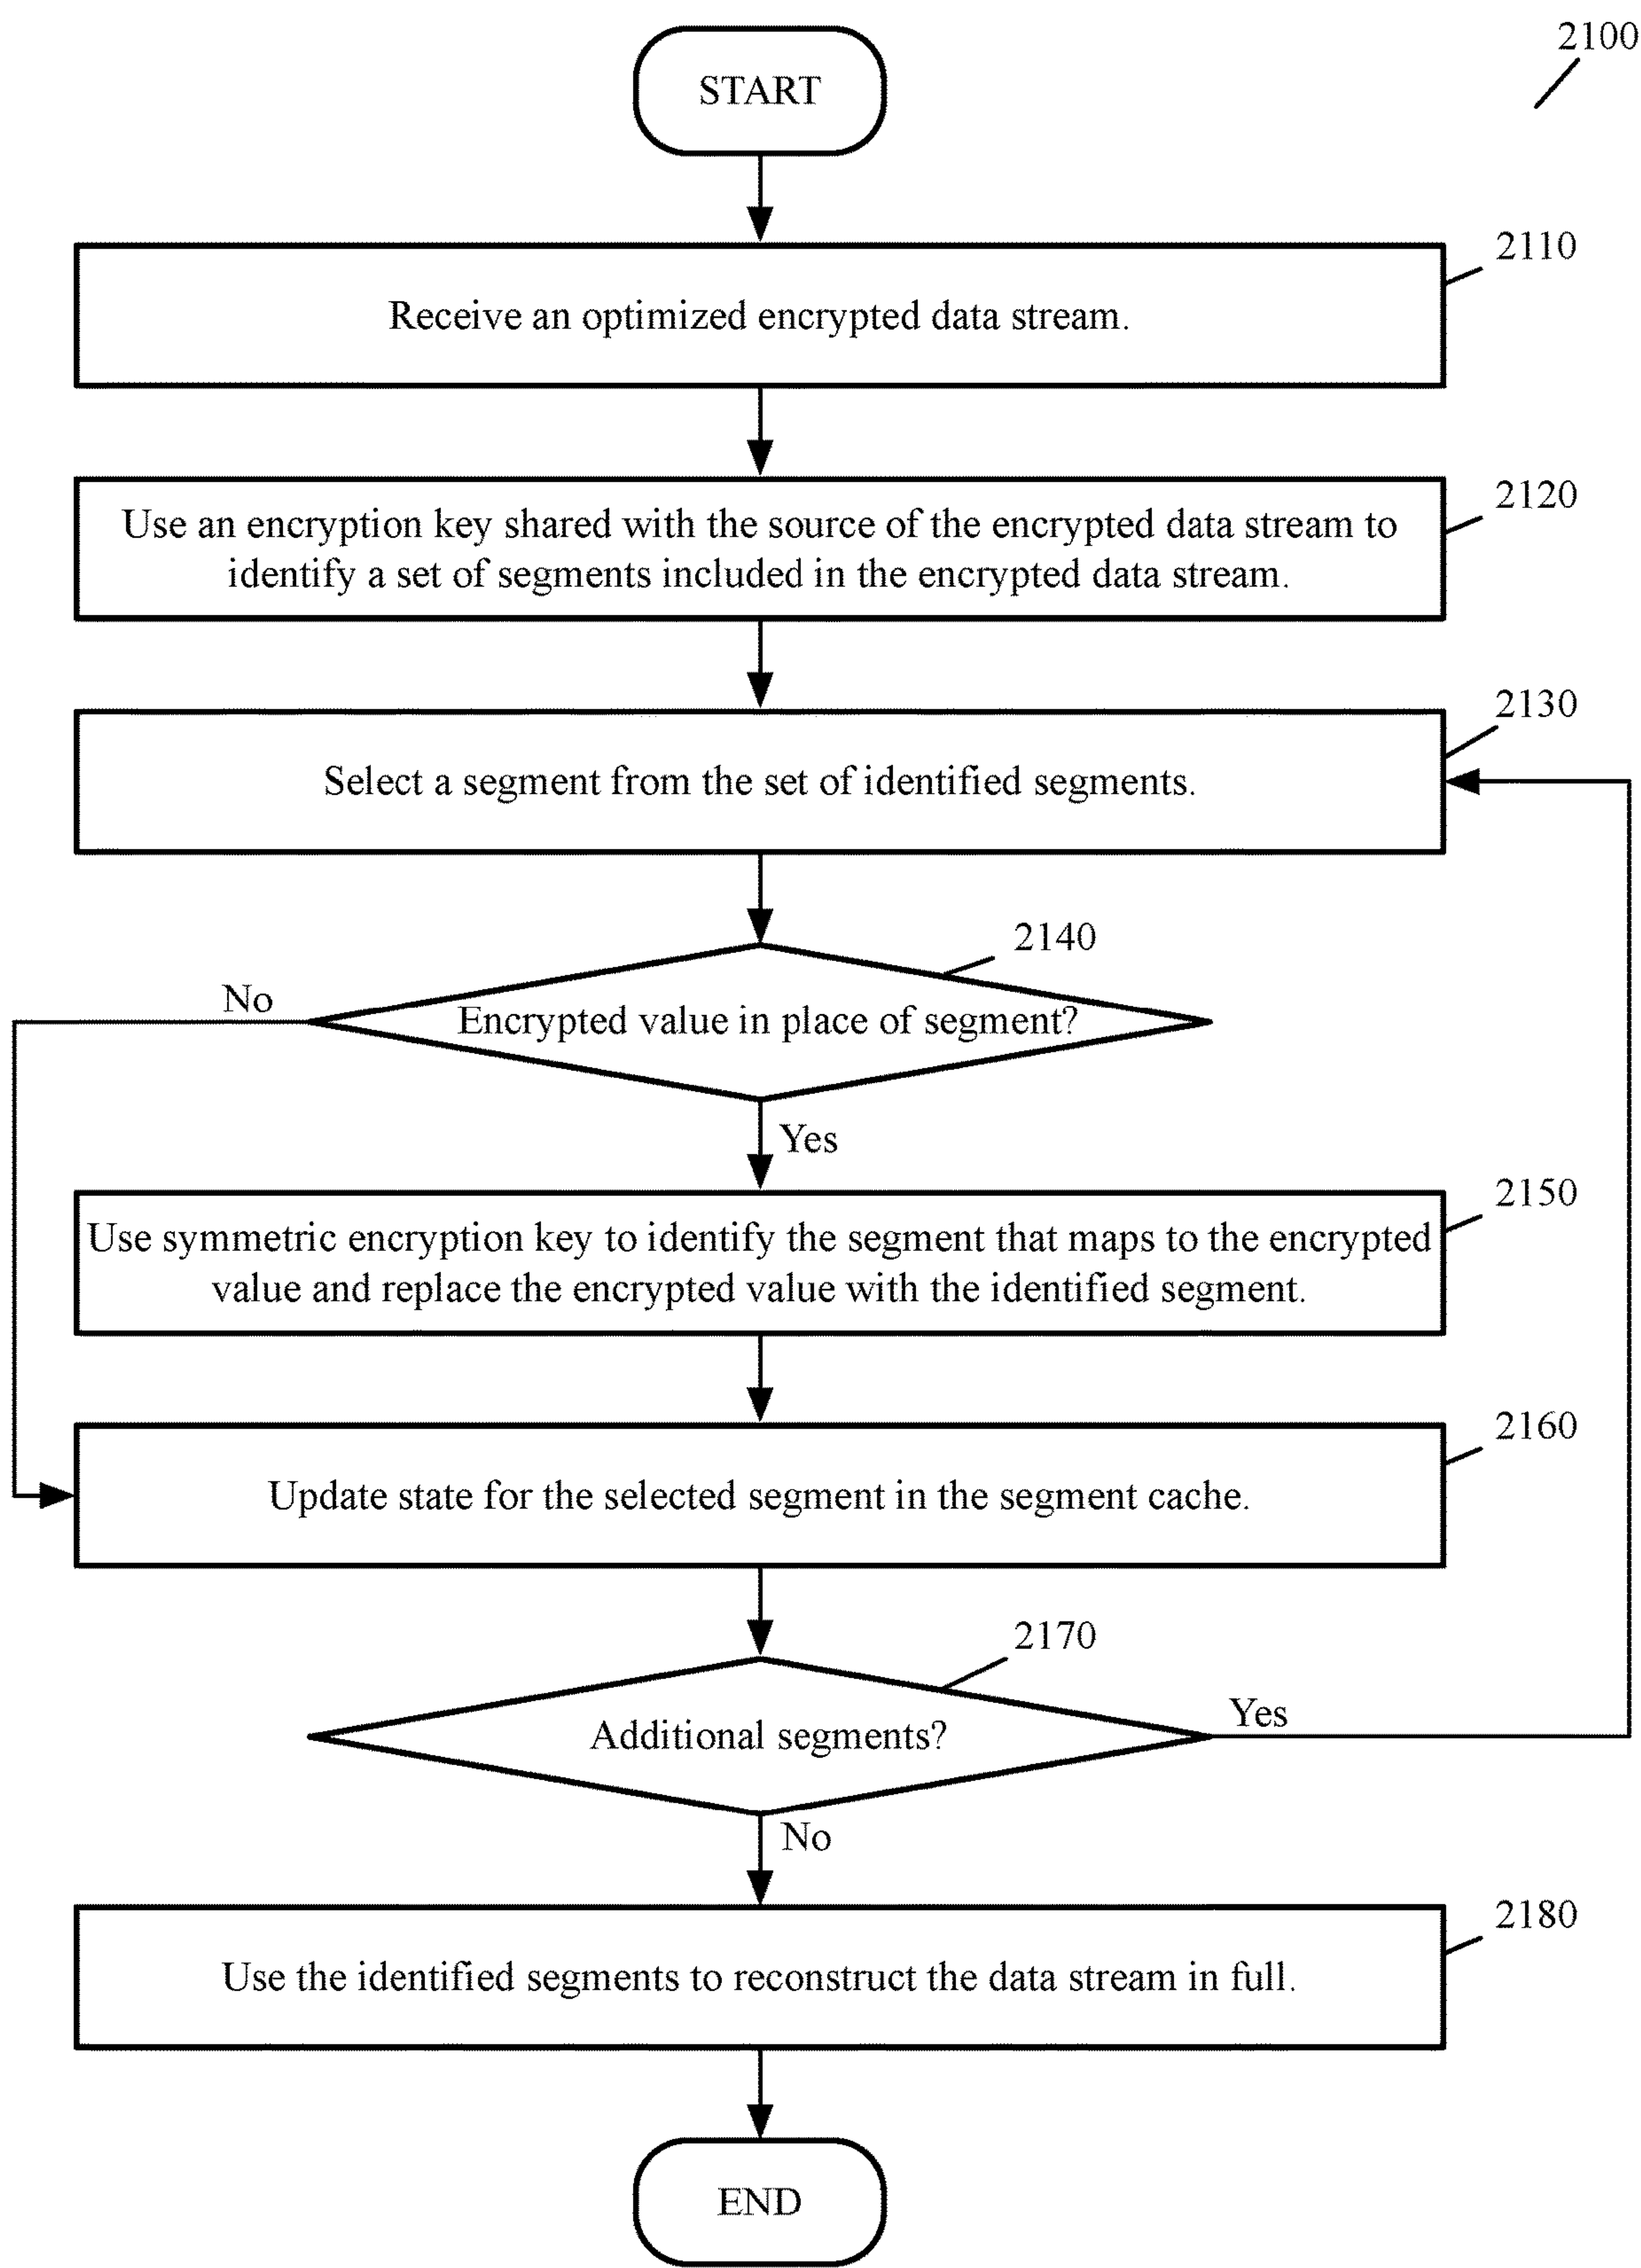 2100
START
2110
Receive an optimized encrypted data stream.
2120
Use an encryption key shared with the source of the encrypted data stream to
identify a set of segments included in the encrypted data stream.
2130
Select a segment from the set of identified segments.
2140
No
Encrypted value in place of segment?
Yes
2150
Use symmetric encryption key to identify the segment that maps to the encrypted
value and replace the encrypted value with the identified segment.
2160
Update state for the selected segment in the segment cache.
2170
Additional segments?
Yes
No
2180
Use the identified segments to reconstruct the data stream in full.
END